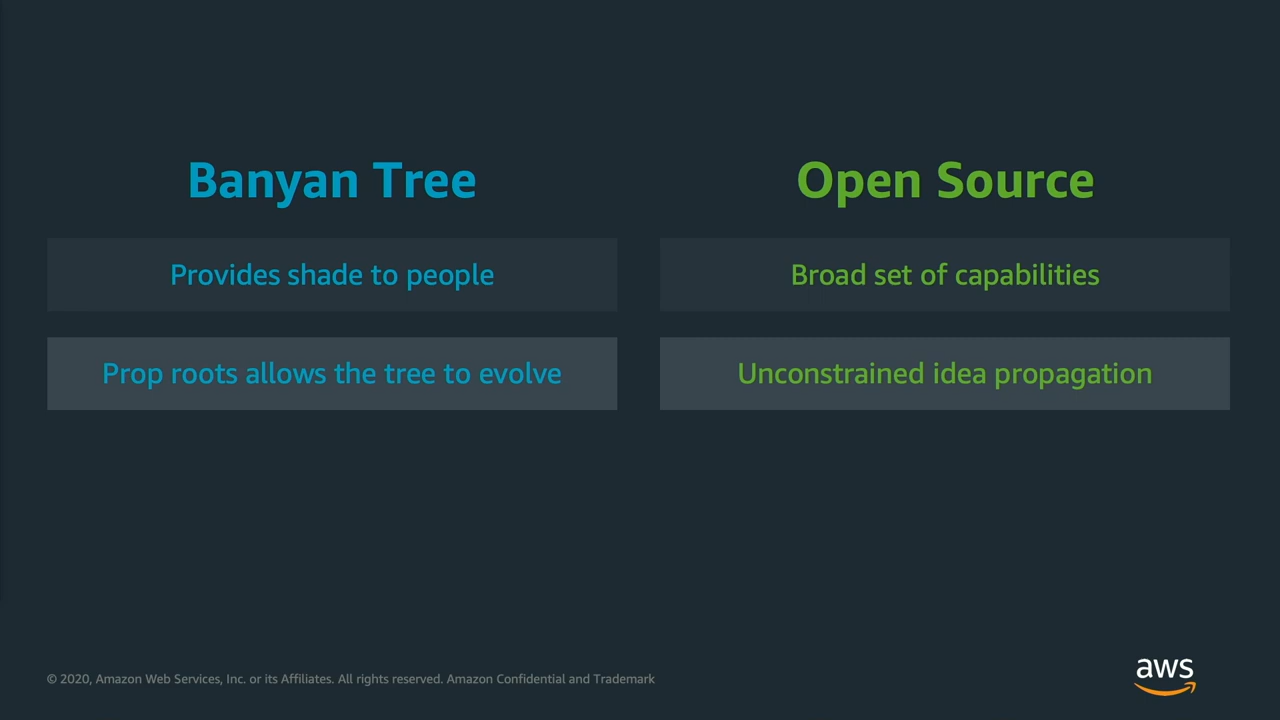 Banyan Tree
Open Source
Provides shade to people
Broad set of capabilities
Prop roots allows the tree to evolve
Unconstrained idea propagation
© 2020, Amazon Web Services, Inc. or its Affiliates. All rights reserved. Amazon Confidential and Trademark
aws